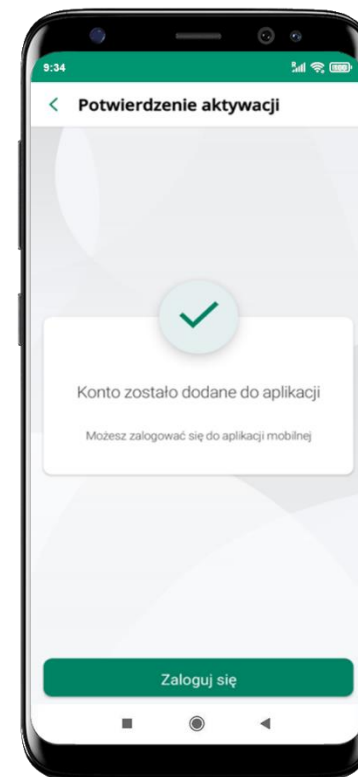 9:34
Potwierdzenie aktywacji
Konto zostało dodane do aplikacji
Możesz zalogować się do aplikacji mobilnej
Zaloguj się